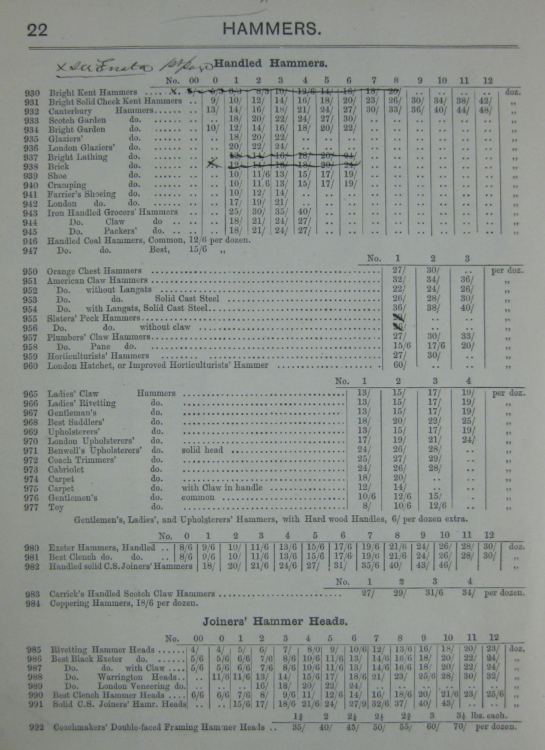 22 HAMMERS.
Handled Hammers.
No. 00 0 1 2 3 4 5 6 7 8 9 10 11 12
930 Bright Kent Hammers doz.
931 Bright Solid Cheek Kent Hammers .. 9/ 10/ 12/ 14/ 16/ 18/ 20/ 23/ 26/ 30/ 34/ 38/ 42/ „
932 Canterbury Hammers .. 13/ 14/ 16/ 18/ 21/ 24/ 27/ 30/ 33/ 36/ 40/ 44/ 48/ „
933 Scotch Garden do. 18/ 20/ 22/ 24/ 27/ 30/ „
934 Bright Garden do. 10/ 12/ 14/ 16/ 18/ 20/ 22/ „
935 Glaziers' do. 18/ 20/ 22/ „
936 London Glaziers' do. 20/ 22/ 24/ „
937 Bright Lathing do. „
938 Brick do. „
939 Shoe do. 10/ 11/6 13/ 15/ 17/ 19/ „
940 Cramping do. 10/ 11/6 13/ 15/ 17/ 19/ „
941 Farrier's Shoeing do. 10/ 12/ 14/ „
942 London do. do. 17/ 19/ 21/ „
943 Iron Handled Grocers' Hammers 25/ 30/ 35/ 40/ „
944 Do. Claw do 18/ 21/ 24/ 27/ „
945 Do. Packers' do. 18/ 21/ 24/ 27/ „
946 Handled Coal Hammers, Common, 12/6 per dozen.
947 Do. do. Best, 15/6 „
No. 1 2 3
950 Orange Chest Hammers 27/ 30/ .. per doz.
951 American Claw Hammers 32/ 34/ 36/ „
952 Do. without Langats 22/ 24/ 26/ „
953 Do. do. Solid Cast Steel 26/ 28/ 30/ „
954 Do. with Langats, Solid Cast Steel 36/ 38/ 40/ „
955 Slaters' Peck Hammers „
956 Do. do. without claw „
957 Plumbers' Claw Hammers 27/ 30/ 33/ „
958 Do. Pane do. 15/6 17/6 20/ „
959 Horticulturists' Hammers 27/ 30/ .. „
960 London Hatchet, or Improved Horticulturists' Hammer 60/ .. .. „
No. 1 2 3 4
965 Ladies' Claw Hammers 13/ 15/ 17/ 19/ per doz.
966 Ladies' Rivetting do. 13/ 15/ 17/ 19/ „
967 Gentleman's do. 13/ 15/ 17/ 19/ „
968 Best Saddlers' do. 18/ 20/ 22/ 25/ „
969 Upholsterers' do. 13/ 15/ 17/ 19/ „
970 London Upholsterers' do. 17/ 19/ 21/ 24/ „
971 Benwell's Upholsterers' do. solid head 24/ 26/ 28/ .. „
972 Coach Trimmers' do. 25/ 27/ 29/ .. „
973 Cabriolet do. 24/ 26/ 28/ .. „
974 Carpet do. 18/ 20/ .. .. „
975 Carpet do. with Claw in handle 12/ 14/ .. .. „
976 Gentlemen's do. common 10/6 12/6 15/ .. „
977 Toy do. 8/ 10/6 12/6 .. „
Gentlemen's, Ladies', and Upholsterers' Hammers, with Hard wood Handles, 6/ per dozen extra.
No. 0 1 2 3 4 5 6 7 8 9 10 11 12
980 Exeter Hammers, Handled .. 8/6 9/6 10/ 11/6 13/6 15/6 17/6 19/6 21/6 24/ 26/ 28/ 30/ doz.
981 Best Clench do. do. .. 8/6 9/6 10/ 11/6 13/6 15/6 17/6 19/6 21/6 24/ 26/ 28/ 30/ „
982 Handled solid C.S. Joiners' Hammers 18/ 20/ 21/6 24/6 27/ 31/ 35/6 40/ 43/ 46/ „
No. 1 2 3 4
983 Carrick's Handled Scotch Claw Hammers 27/ 29/ 31/6 34/ per dozen.
984 Coppering Hammers, 18/6 per dozen.
Joiners' Hammer Heads.
No. 00 0 1 2 3 4 5 6 7 8 9 10 11 12
985 Rivetting Hammer Heads 4/ 4/ 5/ 6/ 7/ 8/0 9/ 10/6 12/ 13/6 16/ 18/ 20/ 23/ doz.
986 Best Black Exeter do. 5/6 5/6 6/6 7/6 8/6 10/6 11/6 13/ 14/6 16/6 18/ 20/ 22/ 24/ „
987 Do. do. with Claw 5/6 5/6 6/6 7/6 8/6 10/6 11/6 13/ 14/6 16/6 18/ 20/ 22/ 24/ „
988 Do. Warrington Heads .. 11/6 11/6 13/ 14/ 15/6 17/ 18/6 21/ 23/ 25/6 28/ 30/ 32/ „
989 Do. London Veneering do. 16/ 18/ 20/ 22/ 24/ „
990 Best Clench Hammer Heads 6/6 6/6 7/6 8/ 9/6 11/ 12/6 14/ 16/ 18/6 20/ 21/6 23/ 25/6 „
991 Solid C.S. Joiners' Hamr. Heads 15/6 17/ 18/6 21/6 24/ 27/9 32/6 37/ 40/ 43/ „
1¾ 2 2¼ 2½ 2¾ 3 3½ lbs. each.
992 Coachmakers' Double-faced Framing Hammer Heads .. 35/ 40/ 45/ 50/ 55/ 60/ 70/ per dozen.